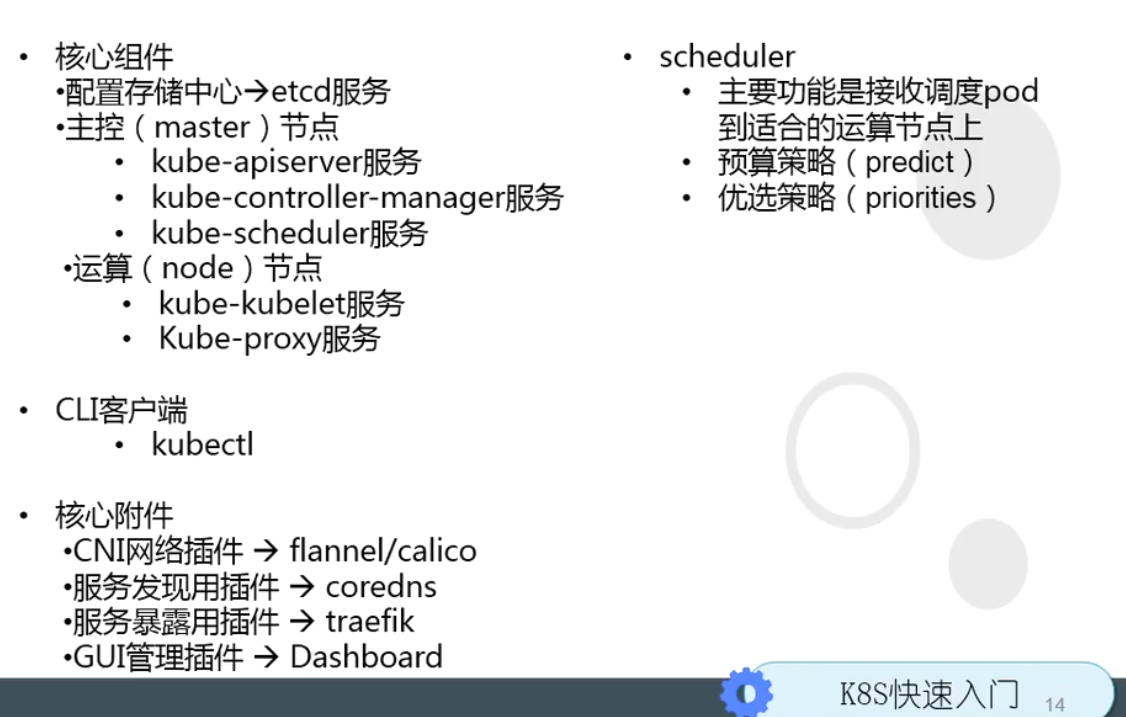 • 核心组件
•配置存储中心→etcd服务
•主控（master）节点
• kube-apiserver服务
• kube-controller-manager服务
• kube-scheduler服务
•运算（node）节点
• kube-kubelet服务
• Kube-proxy服务
• CLI客户端
• kubectl
• 核心附件
•CNI网络插件 → flannel/calico
•服务发现用插件 → coredns
•服务暴露用插件 → traefik
•GUI管理插件 → Dashboard
• scheduler
• 主要功能是接收调度pod
到适合的运算节点上
• 预算策略（predict）
• 优选策略（priorities）
K8S快速入门
14